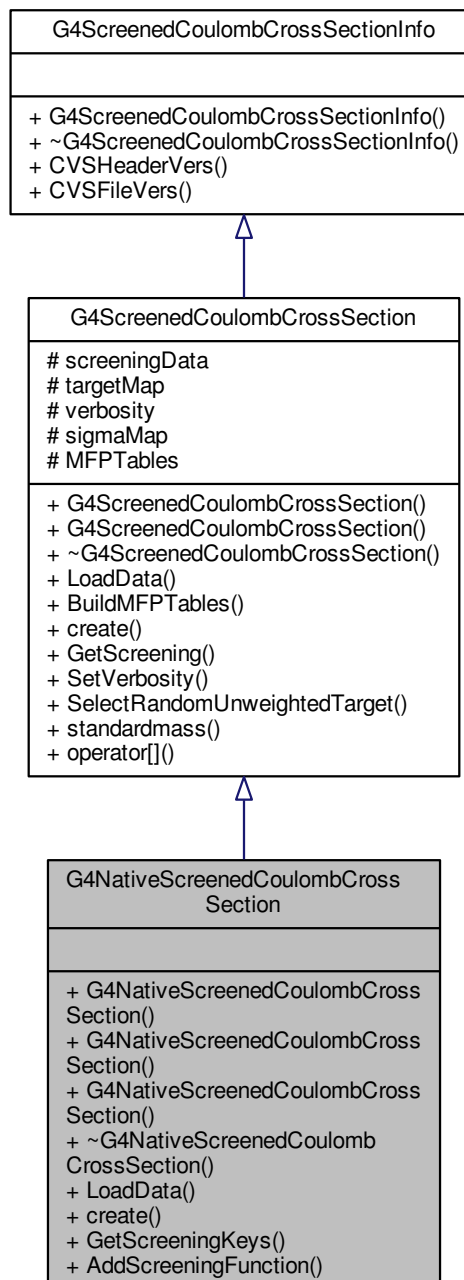 G4ScreenedCoulombCrossSectionInfo
+ G4ScreenedCoulombCrossSectionInfo()
+ ~G4ScreenedCoulombCrossSectionInfo()
+ CVSHeaderVers()
+ CVSFileVers()
G4ScreenedCoulombCrossSection
# screeningData
# targetMap
# verbosity
# sigmaMap
# MFPTables
+ G4ScreenedCoulombCrossSection()
+ G4ScreenedCoulombCrossSection()
+ ~G4ScreenedCoulombCrossSection()
+ LoadData()
+ BuildMFPTables()
+ create()
+ GetScreening()
+ SetVerbosity()
+ SelectRandomUnweightedTarget()
+ standardmass()
+ operator[]()
G4NativeScreenedCoulombCross
Section
+ G4NativeScreenedCoulombCross
Section()
+ G4NativeScreenedCoulombCross
Section()
+ G4NativeScreenedCoulombCross
Section()
+ ~G4NativeScreenedCoulomb
CrossSection()
+ LoadData()
+ create()
+ GetScreeningKeys()
+ AddScreeningFunction()